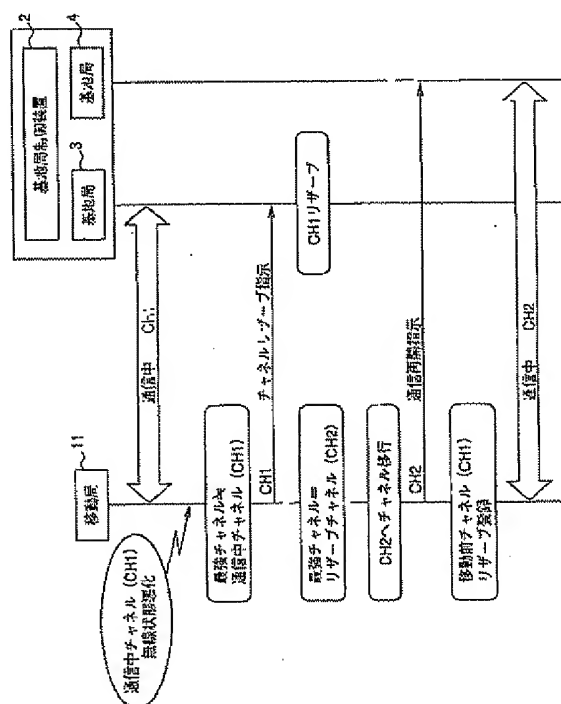 11
移動局
2
基地局制御装置
3
基地局
4
基地局
通信中チャネル (CH1)
無線状態悪化
通信中 Ch1
最強チャネル≒
通信中チャネル (CH1)
CH1 チャネルリザーブ指示
CH1リザーブ
最強チャネル=
リザーブチャネル (CH2)
CH2へチャネル移行
CH2 通信再開指示
移動前チャネル (CH1)
リザーブ登録
通信中 CH2